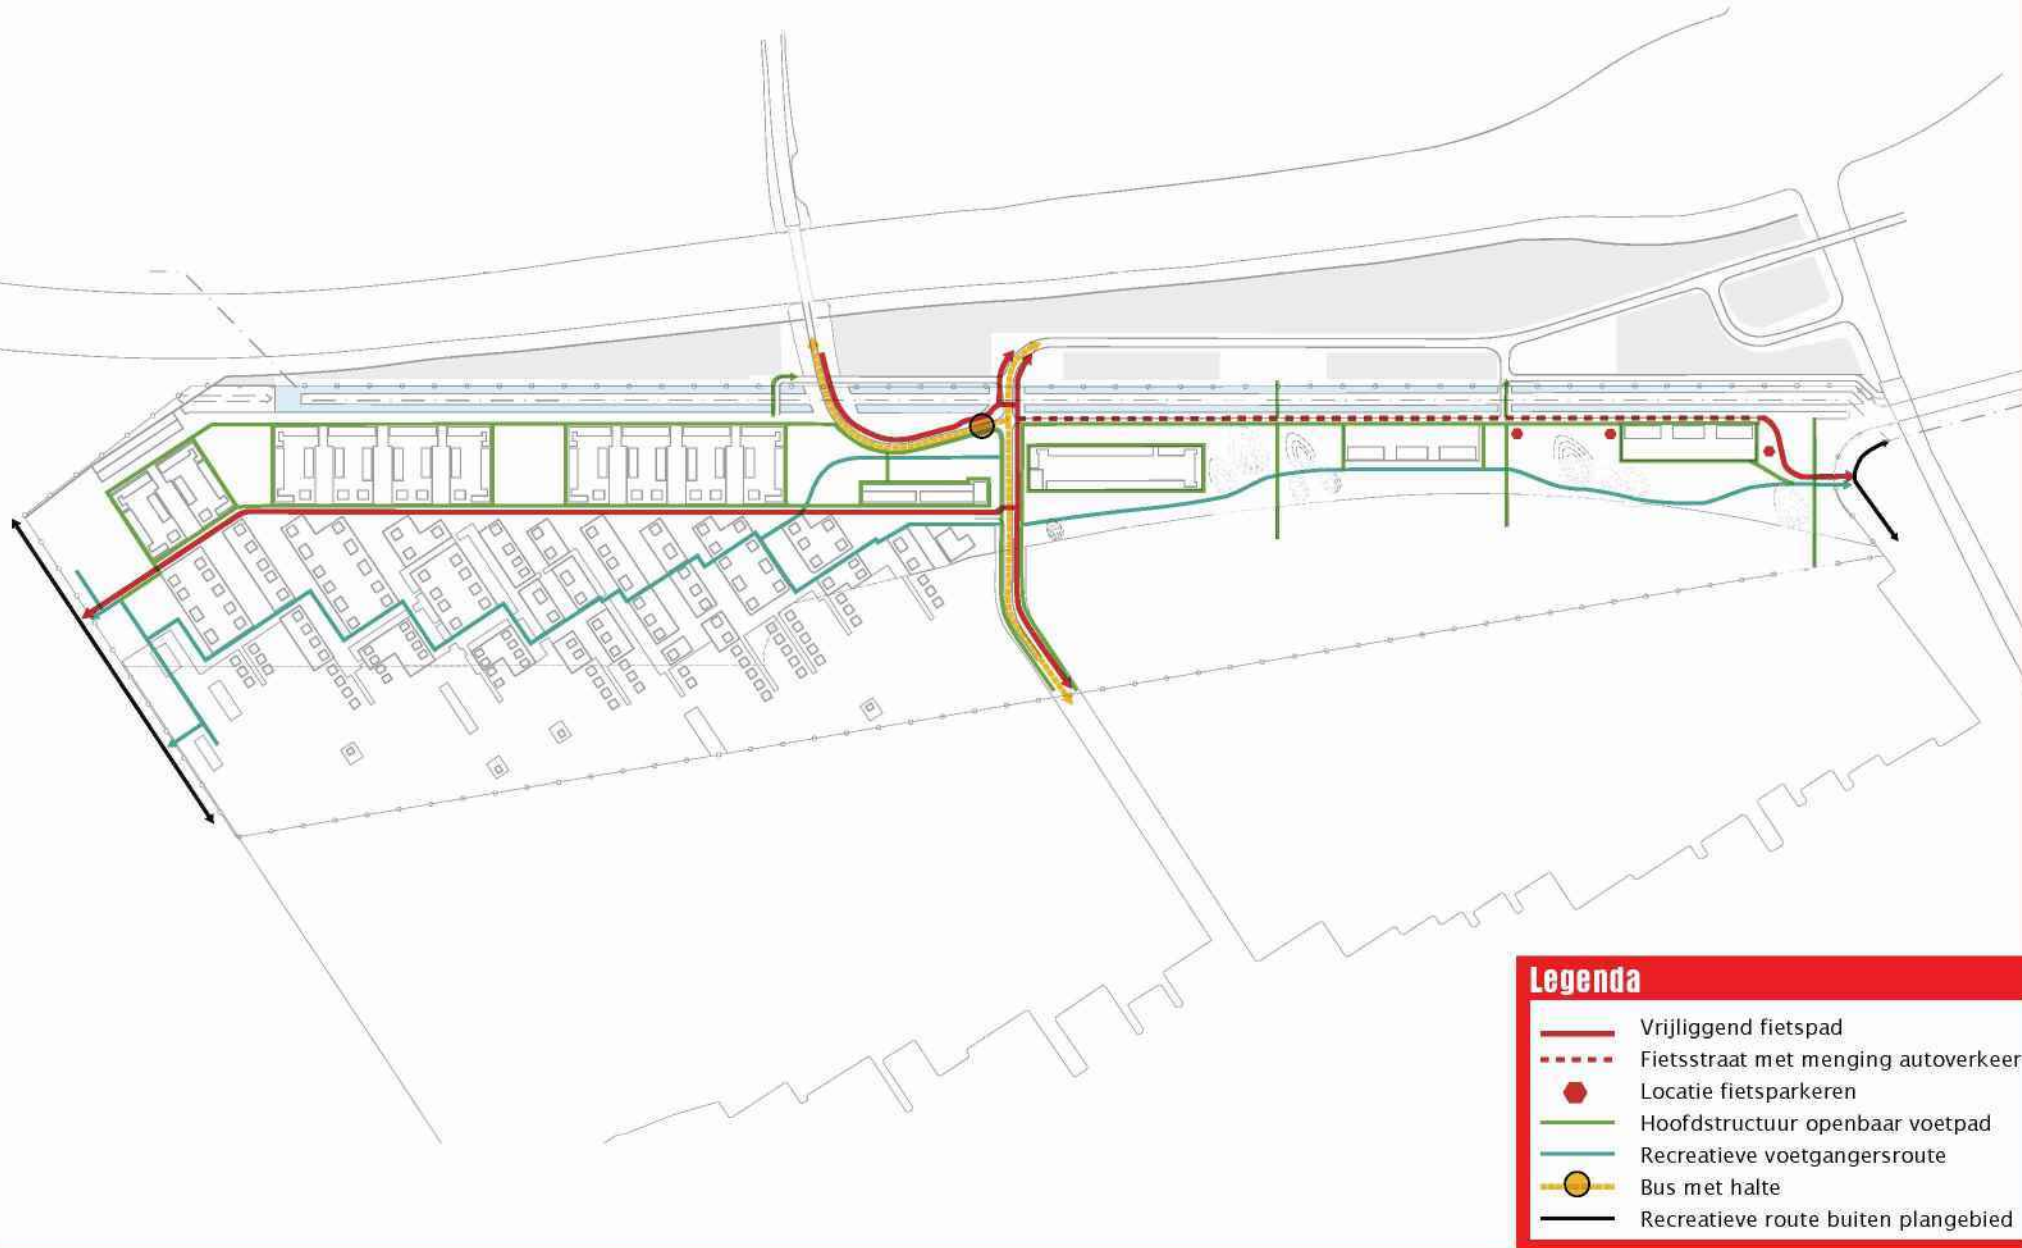 Legenda
Vrijliggend fietspad
Fietsstraat met menging autoverkeer
Locatie fietsparkeren
Hoofdstructuur openbaar voetpad
Recreatieve voetgangersroute
Bus met halte
Recreatieve route buiten plangebied